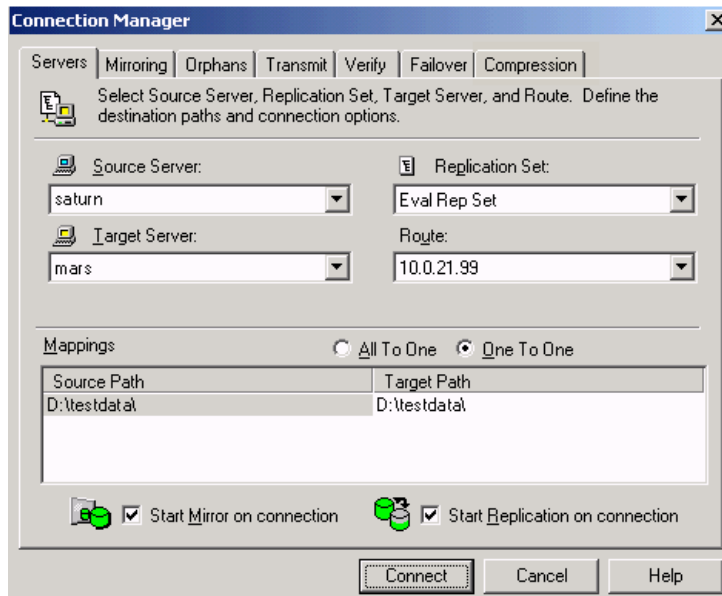 Connection Manager
Servers Mirroring Orphans Transmit Verify Failover Compression
Select Source Server, Replication Set, Target Server, and Route. Define the
destination paths and connection options.
Source Server: Replication Set:
saturn Eval Rep Set
Target Server: Route:
mars 10.0.21.99
Mappings All To One One To One
Source Path Target Path
D:\testdata\ D:\testdata\
Start Mirror on connection Start Replication on connection
Connect Cancel Help